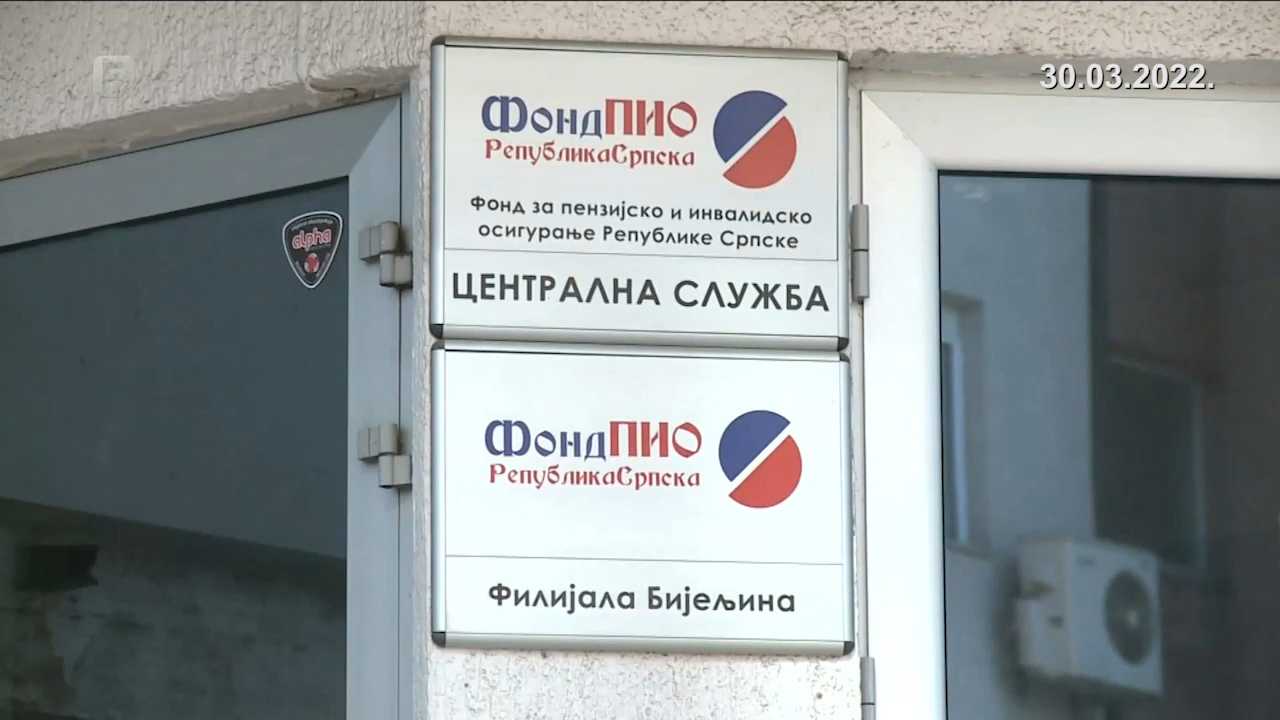 30.03.2022.
ФондПИО
РепубликаСрпска
Фонд за пензијско и инвалидско
осигурање Републике Српске
ЦЕНТРАЛНА СЛУЖБА
alpha
ФондПИО
РепубликаСрпска
Филијала Бијељина